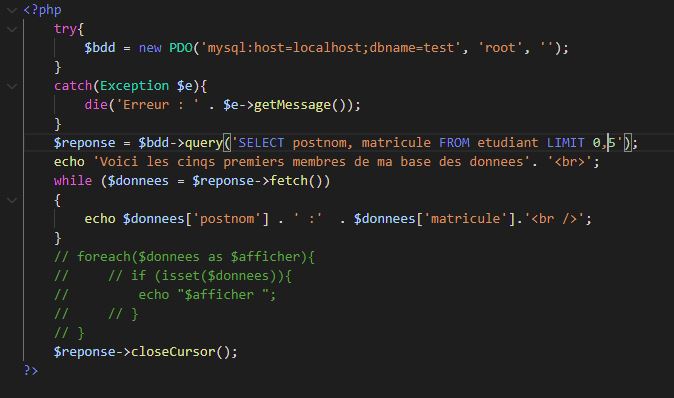 <?php
try{
$bdd = new PDO('mysql:host=localhost;dbname=test', 'root', '');
}
catch(Exception $e){
die('Erreur : ' . $e->getMessage());
}
$reponse = $bdd->query('SELECT postnom, matricule FROM etudiant LIMIT 0,5');
echo 'Voici les cinqs premiers membres de ma base des donnees'. '<br>';
while ($donnees = $reponse->fetch())
{
echo $donnees['postnom'] . ' :'  . $donnees['matricule'].'<br />';
}
// foreach($donnees as $afficher){
//     // if (isset($donnees)){
//         echo "$afficher ";
//     // }
// }
$reponse->closeCursor();
?>